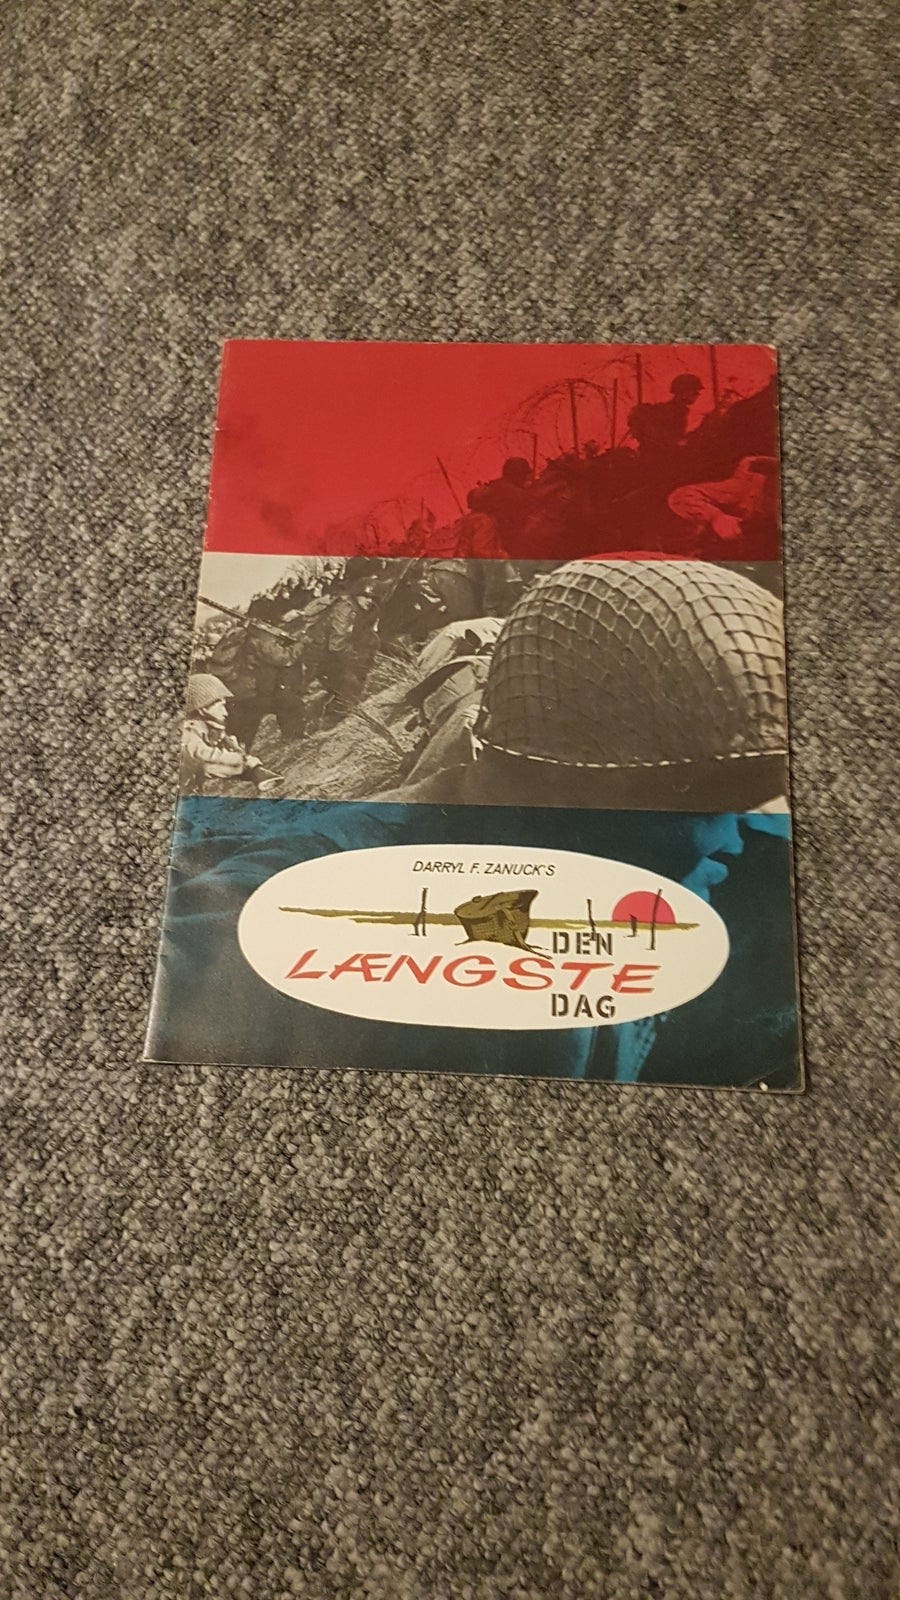 DARRYL F. ZANUCK'S
DEN
LÆNGSTE
DAG